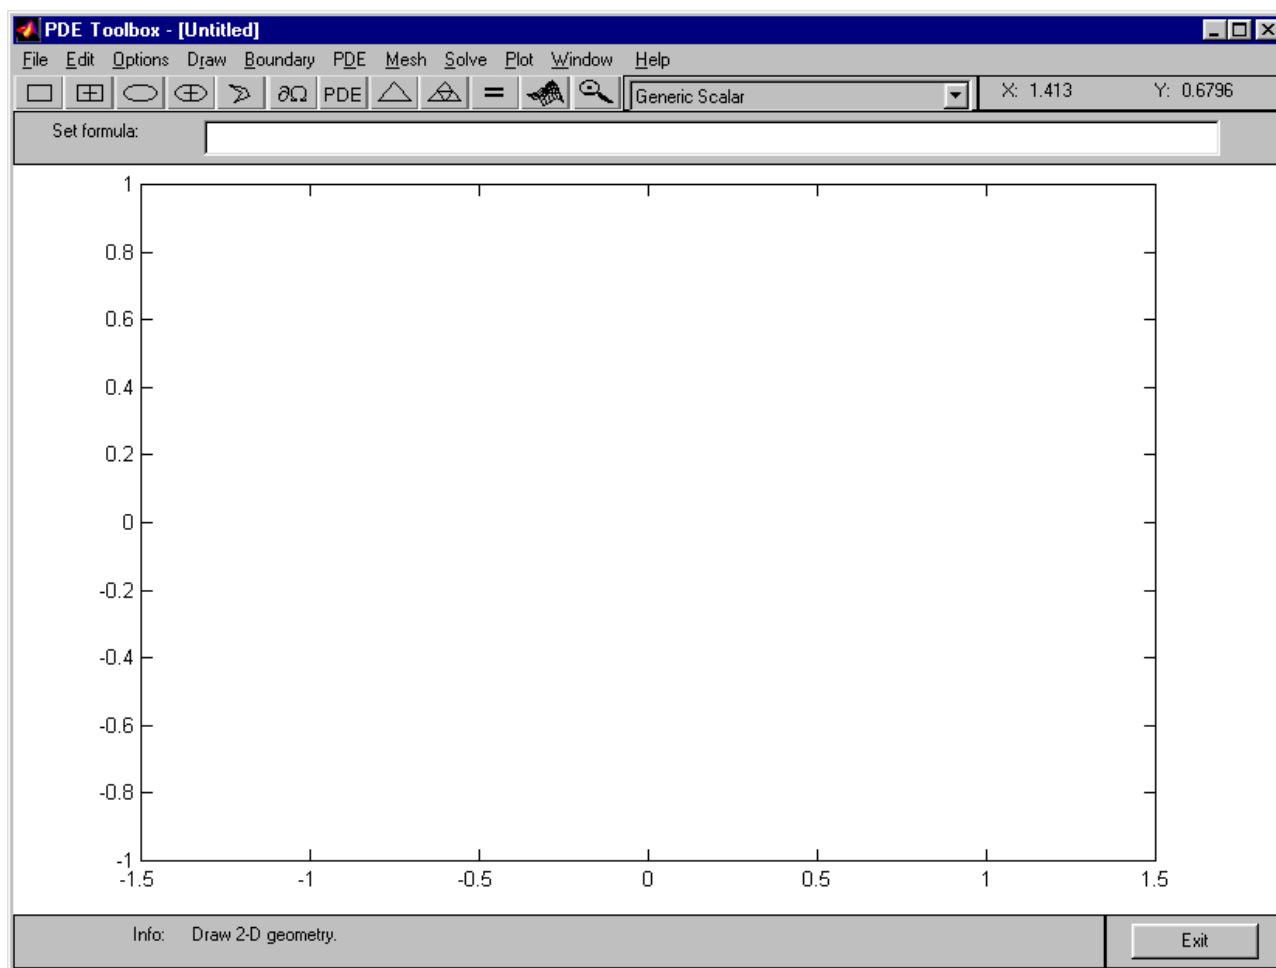 PDE Toolbox - [Untitled]
File Edit Options Draw Boundary PDE Mesh Solve Plot Window Help
∂Ω PDE = Generic Scalar X: 1.413 Y: 0.6796
Set formula:
1
0.8
0.6
0.4
0.2
0
-0.2
-0.4
-0.6
-0.8
-1
-1.5 -1 -0.5 0 0.5 1 1.5
Info: Draw 2-D geometry. Exit